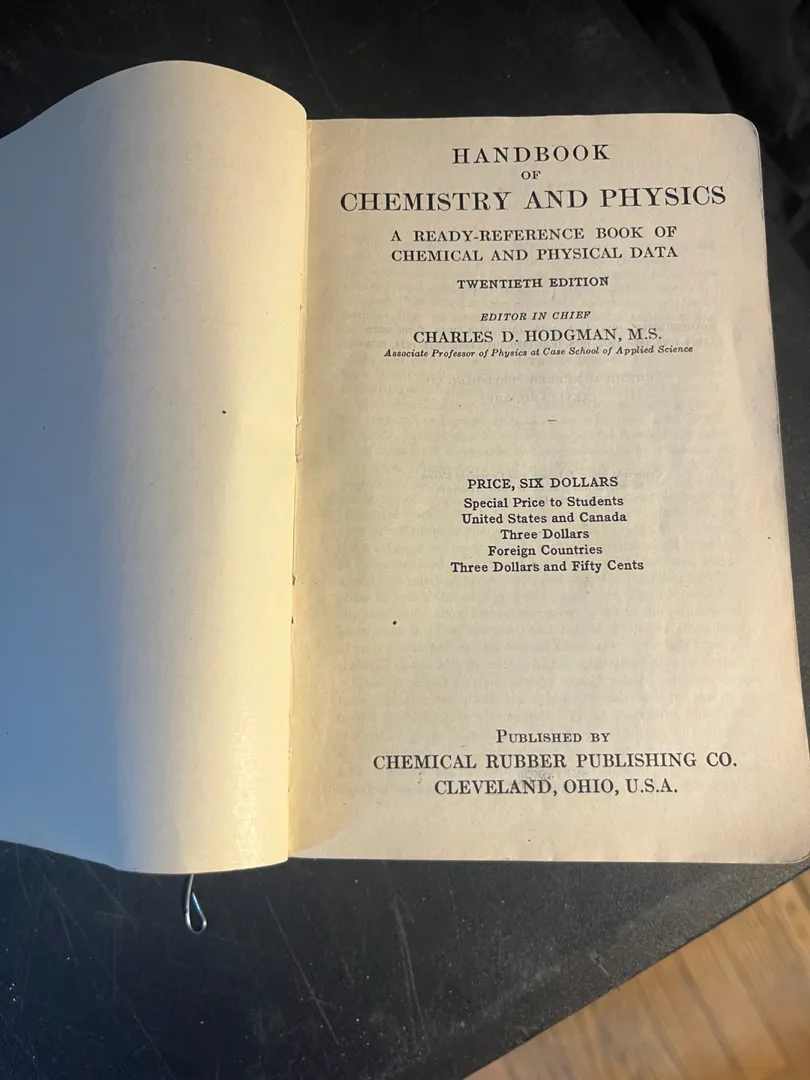 HANDBOOK
OF
CHEMISTRY AND PHYSICS
A READY-REFERENCE BOOK OF
CHEMICAL AND PHYSICAL DATA
TWENTIETH EDITION
EDITOR IN CHIEF
CHARLES D. HODGMAN, M.S.
Associate Professor of Physics at Case School of Applied Science
PRICE, SIX DOLLARS
Special Price to Students
United States and Canada
Three Dollars
Foreign Countries
Three Dollars and Fifty Cents
PUBLISHED BY
CHEMICAL RUBBER PUBLISHING CO.
CLEVELAND, OHIO, U.S.A.